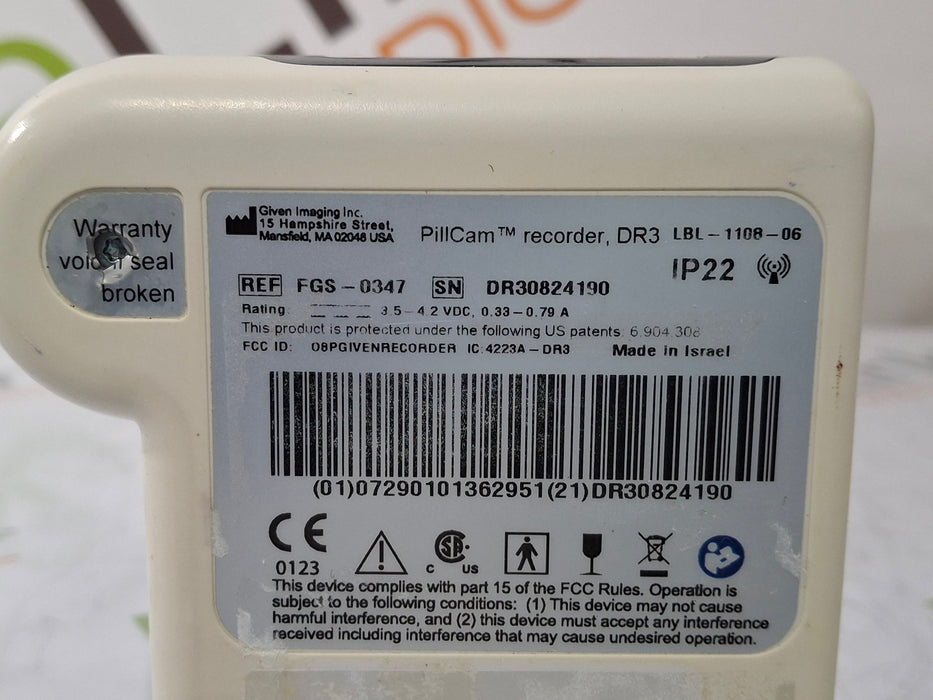 Warranty
void if seal
broken
Given Imaging Inc.
15 Hampshire Street,
Mansfield, MA 02048 USA
PillCam™ recorder, DR3 LBL-1108-06
IP22
REF FGS-0347 SN DR30824190
Rating: 3.5-4.2 VDC, 0.33-0.79 A
This product is protected under the following US patents: 6,904,308
FCC ID: O8PGIVENRECORDER IC:4223A-DR3 Made in Israel
(01)07290101362951(21)DR30824190
CE
0123
C SP US
This device complies with part 15 of the FCC Rules. Operation is
subject to the following conditions: (1) This device may not cause
harmful interference, and (2) this device must accept any interference
received including interference that may cause undesired operation.